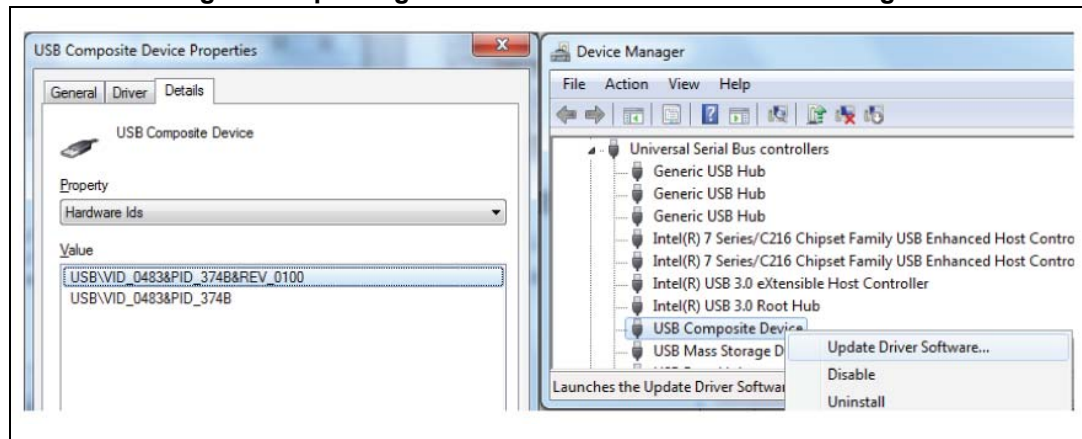 USB Composite Device Properties
General Driver Details
USB Composite Device
Property
Hardware Ids
Value
USB\VID_0483&PID_374B&REV_0100
USB\VID_0483&PID_374B
Device Manager
File Action View Help
Universal Serial Bus controllers
Generic USB Hub
Generic USB Hub
Generic USB Hub
Intel(R) 7 Series/C216 Chipset Family USB Enhanced Host Contro
Intel(R) 7 Series/C216 Chipset Family USB Enhanced Host Contro
Intel(R) USB 3.0 eXtensible Host Controller
Intel(R) USB 3.0 Root Hub
USB Composite Device
USB Mass Storage D
Launches the Update Driver Softwar
Update Driver Software...
Disable
Uninstall